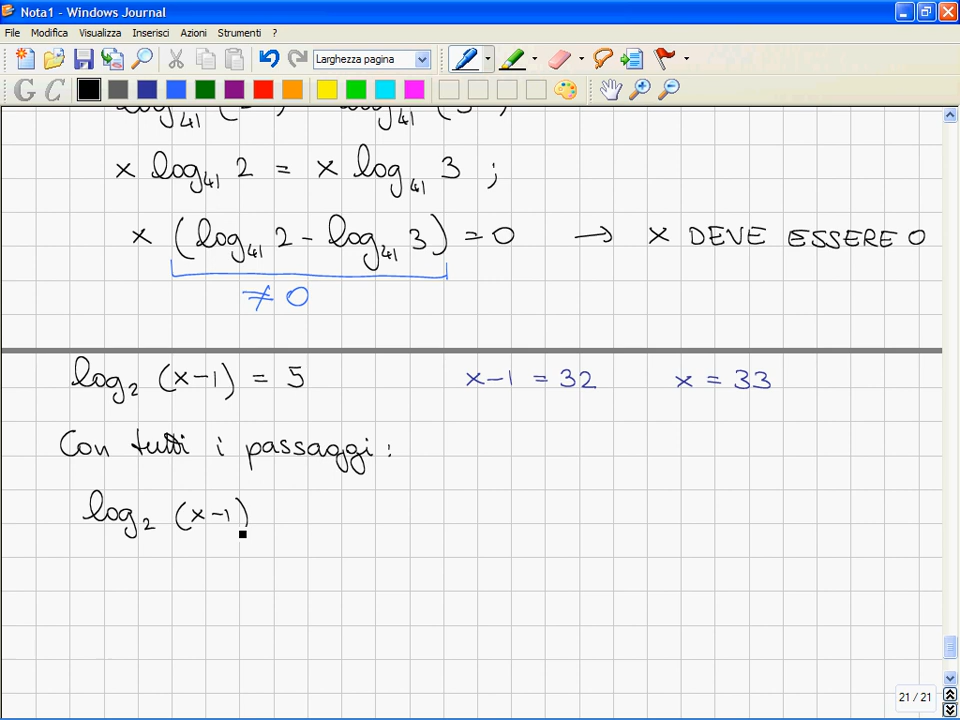 Nota1 - Windows Journal
File Modifica Visualizza Inserisci Azioni Strumenti ?
Larghezza pagina
x log₄₁ 2 = x log₄₁ 3 ;
x (log₄₁ 2 - log₄₁ 3) = 0 → X DEVE ESSERE 0
≠ 0
log₂ (x-1) = 5 x-1 = 32 x = 33
Con tutti i passaggi :
log₂ (x-1)
21 / 21